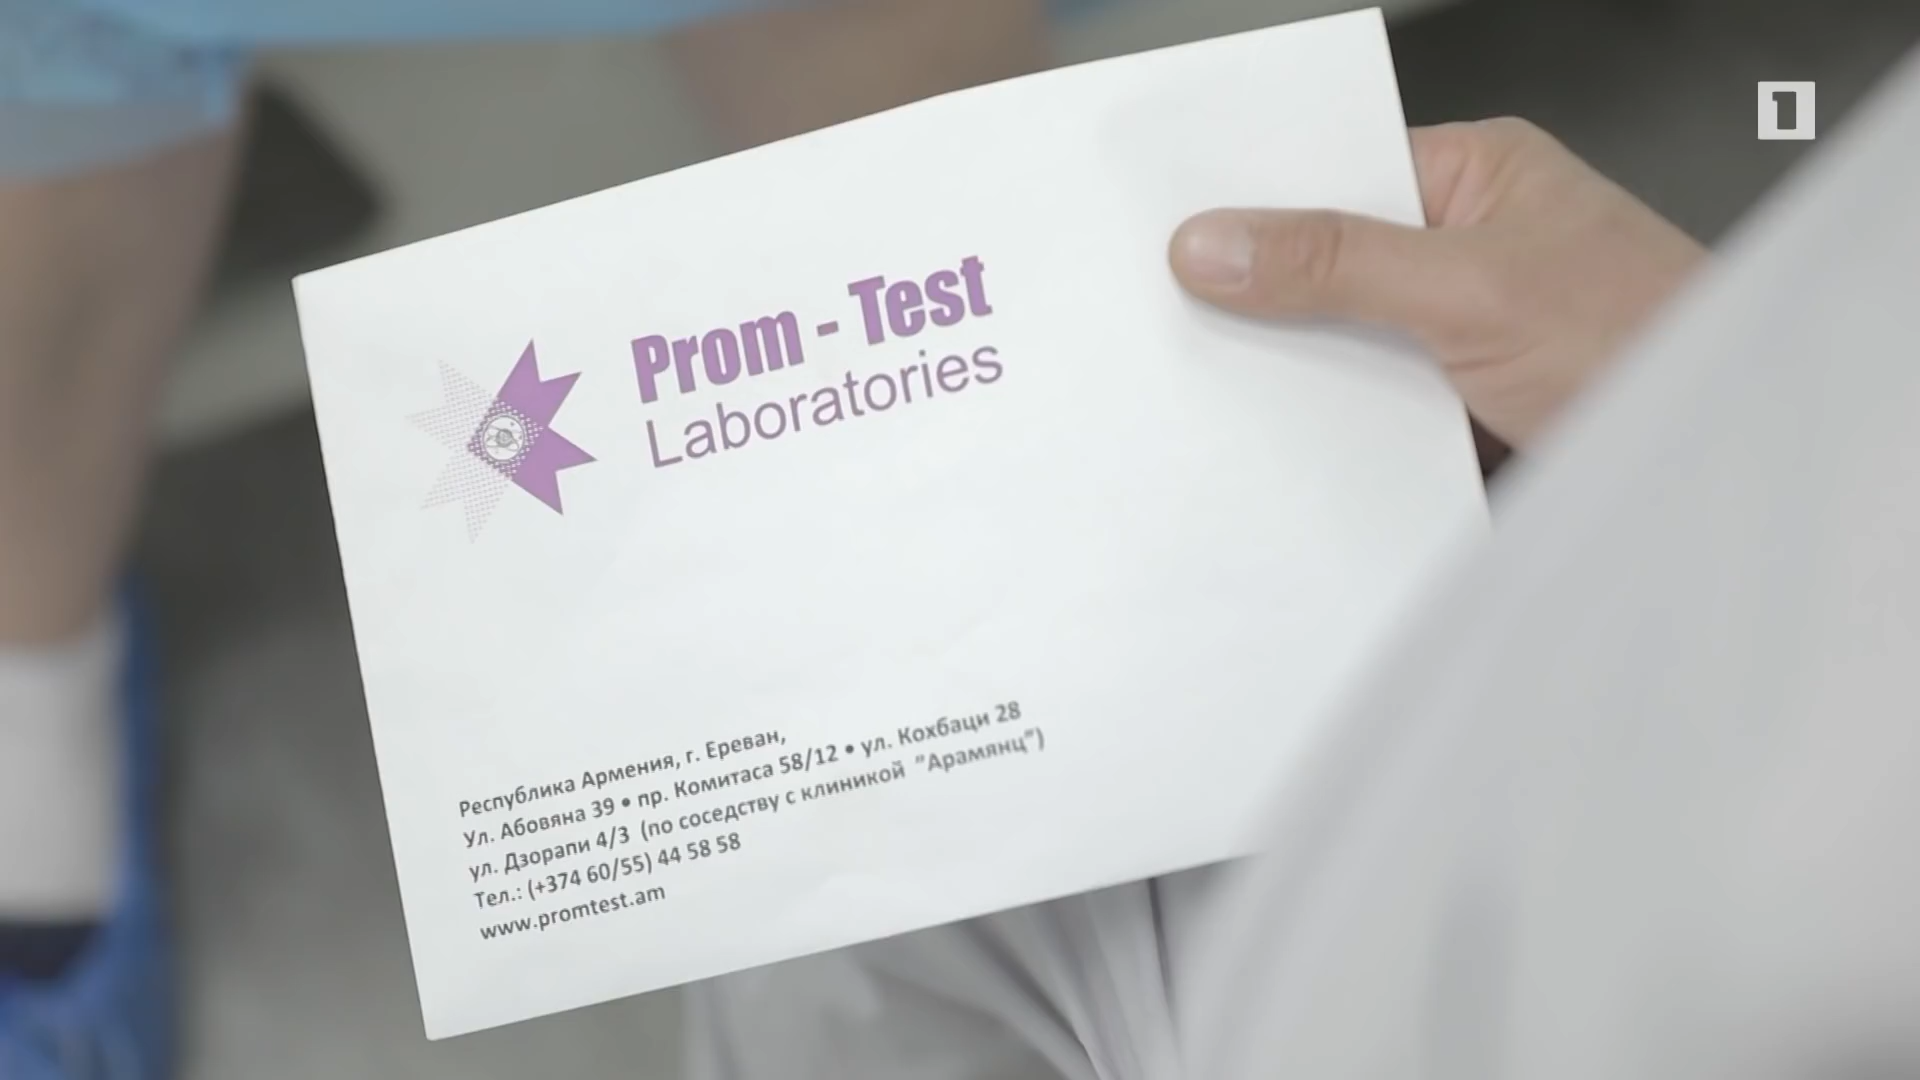 1
Prom - Test
Laboratories
Республика Армения, г. Ереван,
Ул. Абовяна 39 • пр. Комитаса 58/12 • ул. Кохбаци 28
ул. Дзорапи 4/3 (по соседству с клиникой "Арамянц")
Тел.: (+374 60/55) 44 58 58
www.promtest.am